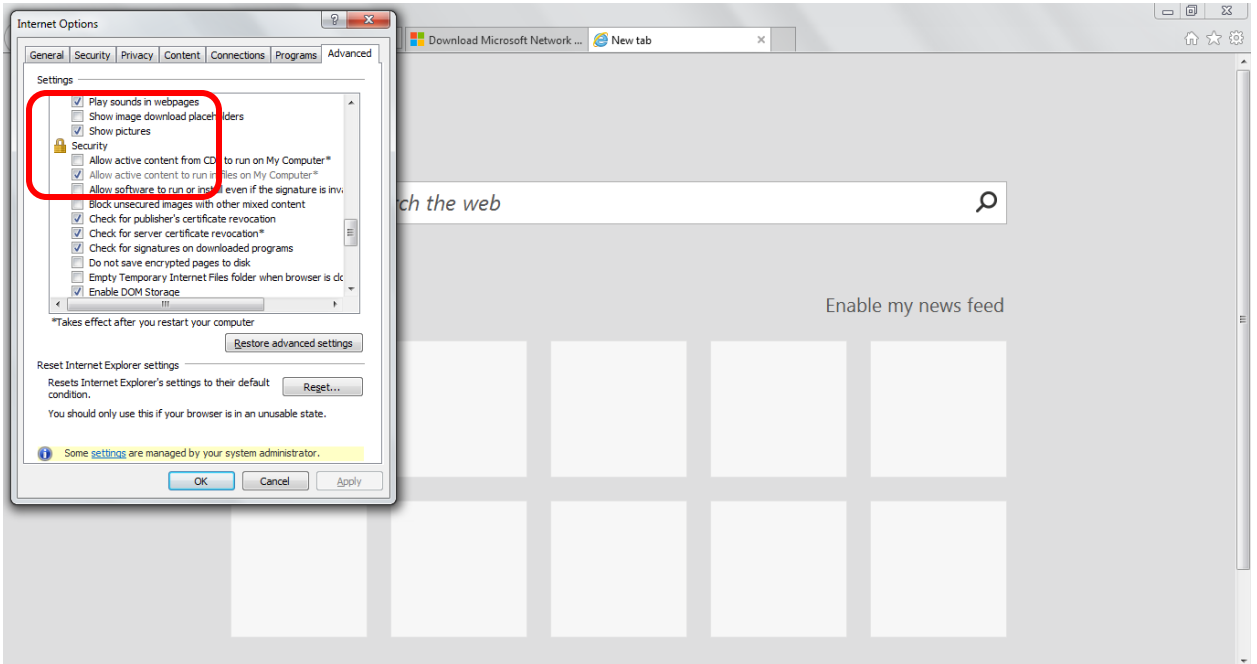 Internet Options
Download Microsoft Network ...
New tab
General Security Privacy Content Connections Programs Advanced
Settings
Play sounds in webpages
Show image download placeholders
Show pictures
Security
Allow active content from CDs to run on My Computer*
Allow active content to run in files on My Computer*
Allow software to run or install even if the signature is inva
Block unsecured images with other mixed content
Check for publisher's certificate revocation
Check for server certificate revocation*
Check for signatures on downloaded programs
Do not save encrypted pages to disk
Empty Temporary Internet Files folder when browser is clo
Enable DOM Storage
*Takes effect after you restart your computer
Restore advanced settings
Reset Internet Explorer settings
Resets Internet Explorer's settings to their default
condition.
Reset...
You should only use this if your browser is in an unusable state.
Some settings are managed by your system administrator.
OK Cancel Apply
rch the web
Enable my news feed